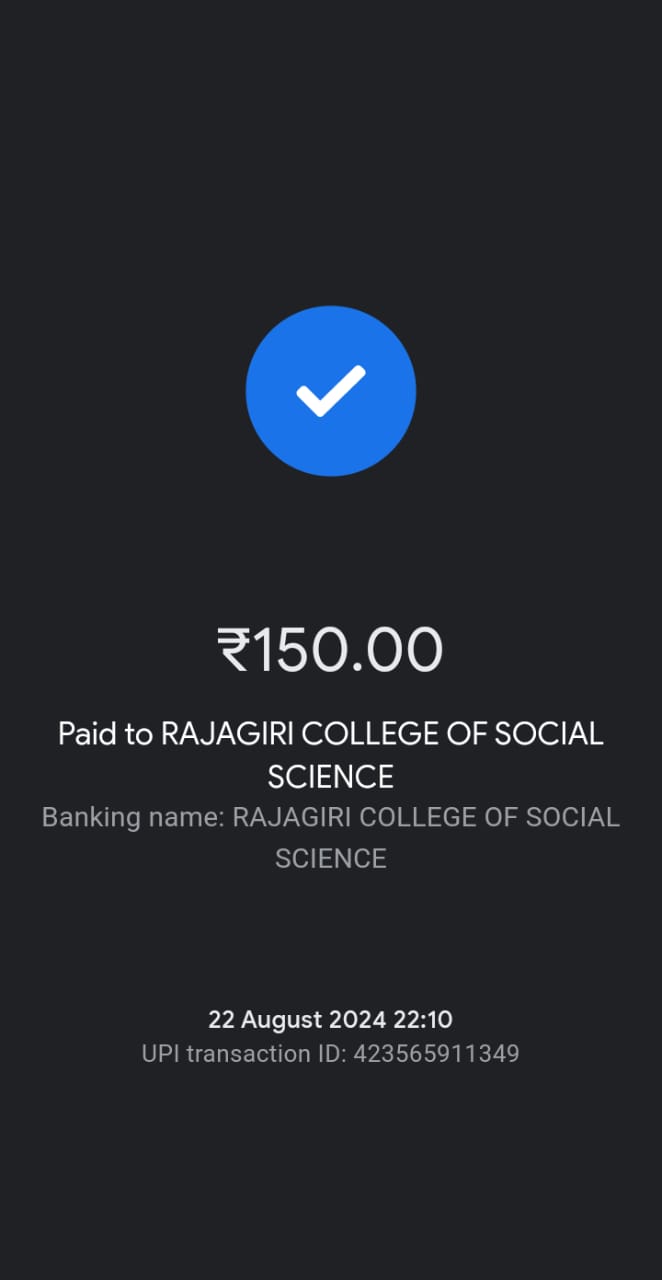 ₹150.00
Paid to RAJAGIRI COLLEGE OF SOCIAL
SCIENCE
Banking name: RAJAGIRI COLLEGE OF SOCIAL
SCIENCE
22 August 2024 22:10
UPI transaction ID: 423565911349